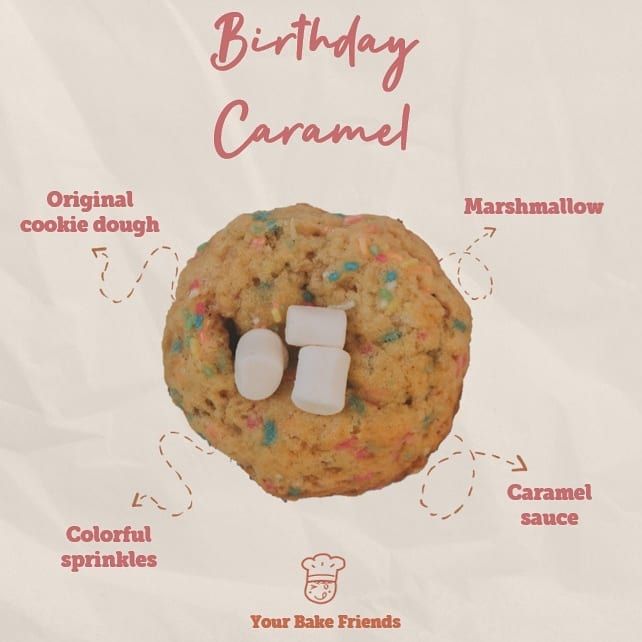 Birthday
Caramel
Original
cookie dough
Marshmallow
Colorful
sprinkles
Caramel
sauce
Your Bake Friends